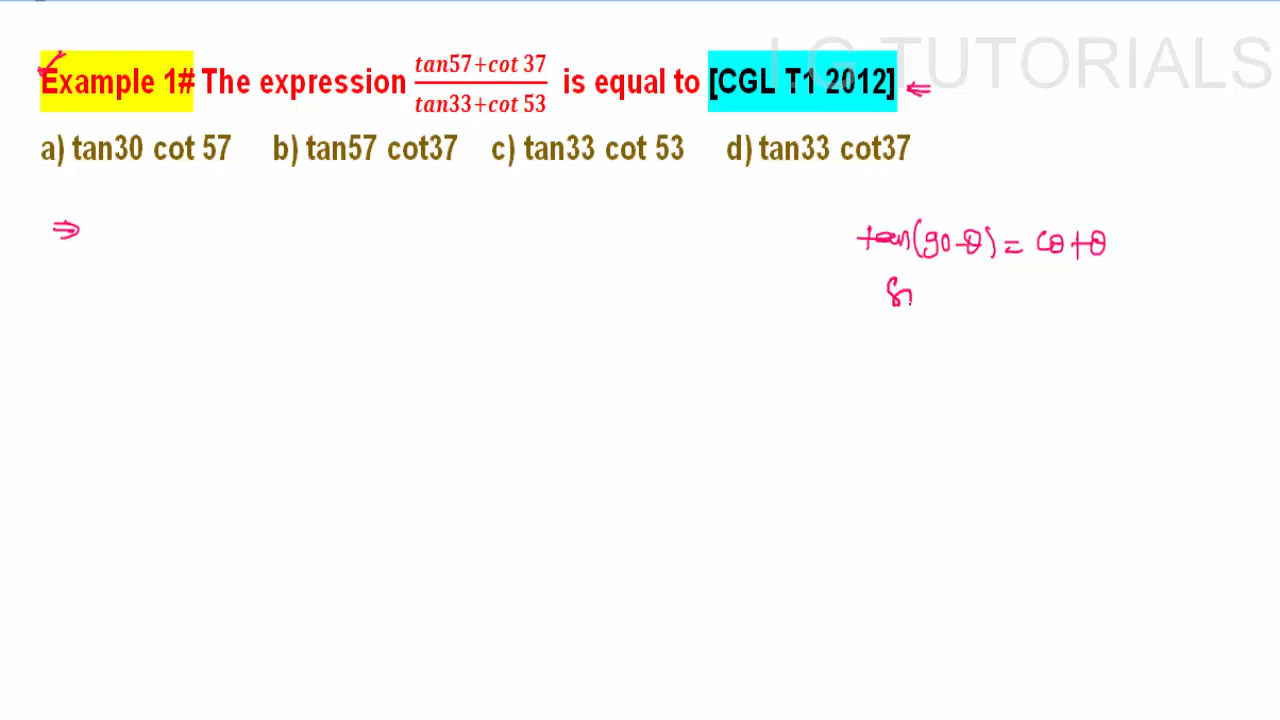 I G TUTORIALS
Example 1# The expression tan57+cot 37 / tan33+cot 53 is equal to [CGL T1 2012]
a) tan30 cot 57 b) tan57 cot37 c) tan33 cot 53 d) tan33 cot37
⇒ tan(90-θ) = cotθ